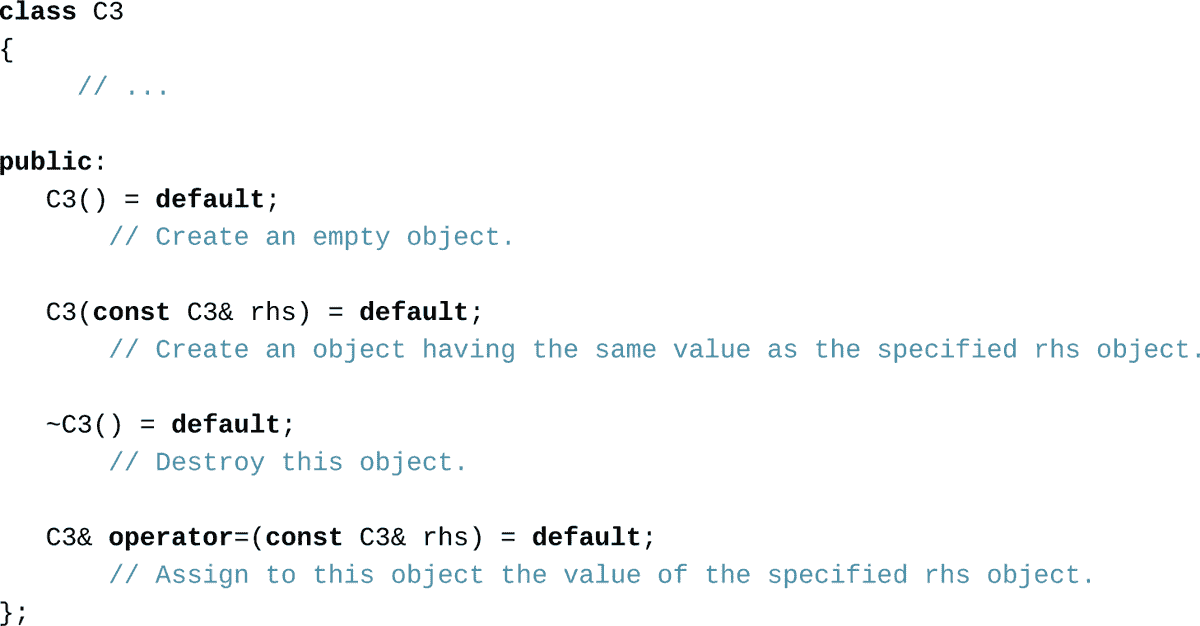 class C3
{
     // ...

public:
   C3() = default;
       // Create an empty object.

   C3(const C3& rhs) = default;
       // Create an object having the same value as the specified rhs object.

   ~C3() = default;
       // Destroy this object.

   C3& operator=(const C3& rhs) = default;
       // Assign to this object the value of the specified rhs object.
};